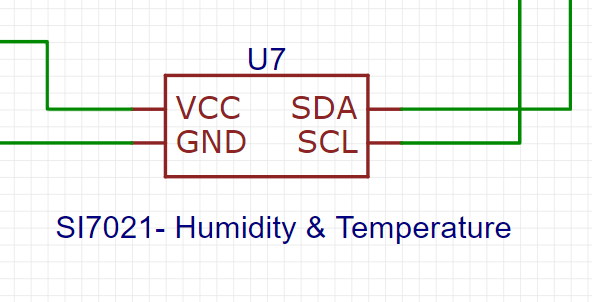 U7
VCC SDA
GND SCL
SI7021- Humidity & Temperature